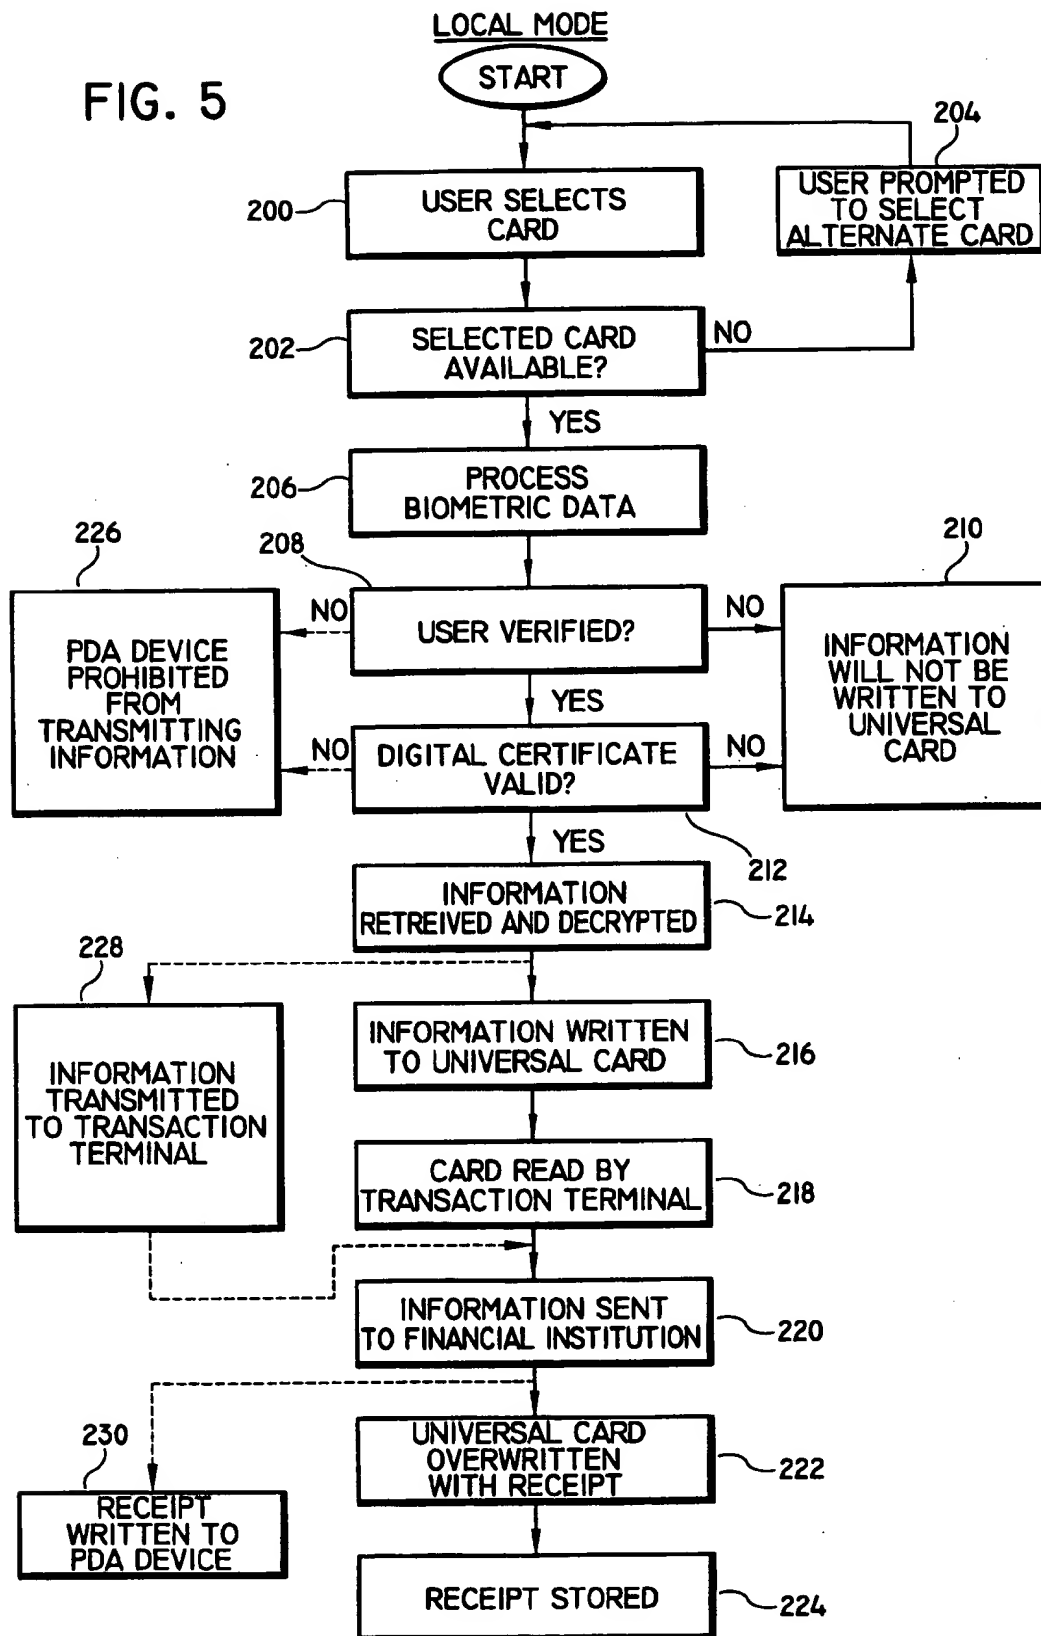 LOCAL MODE
START
FIG. 5
204
200
USER SELECTS
CARD
USER PROMPTED
TO SELECT
ALTERNATE CARD
202
SELECTED CARD
AVAILABLE?
NO
YES
206
PROCESS
BIOMETRIC DATA
226
208
210
NO
USER VERIFIED?
NO
PDA DEVICE
PROHIBITED
FROM
TRANSMITTING
INFORMATION
INFORMATION
WILL NOT BE
WRITTEN TO
UNIVERSAL
CARD
YES
NO
DIGITAL CERTIFICATE
VALID?
NO
YES
212
INFORMATION
RETREIVED AND DECRYPTED
214
228
INFORMATION WRITTEN
TO UNIVERSAL CARD
216
INFORMATION
TRANSMITTED
TO TRANSACTION
TERMINAL
CARD READ BY
TRANSACTION TERMINAL
218
INFORMATION SENT
TO FINANCIAL INSTITUTION
220
230
UNIVERSAL CARD
OVERWRITTEN
WITH RECEIPT
222
RECEIPT
WRITTEN TO
PDA DEVICE
RECEIPT STORED
224